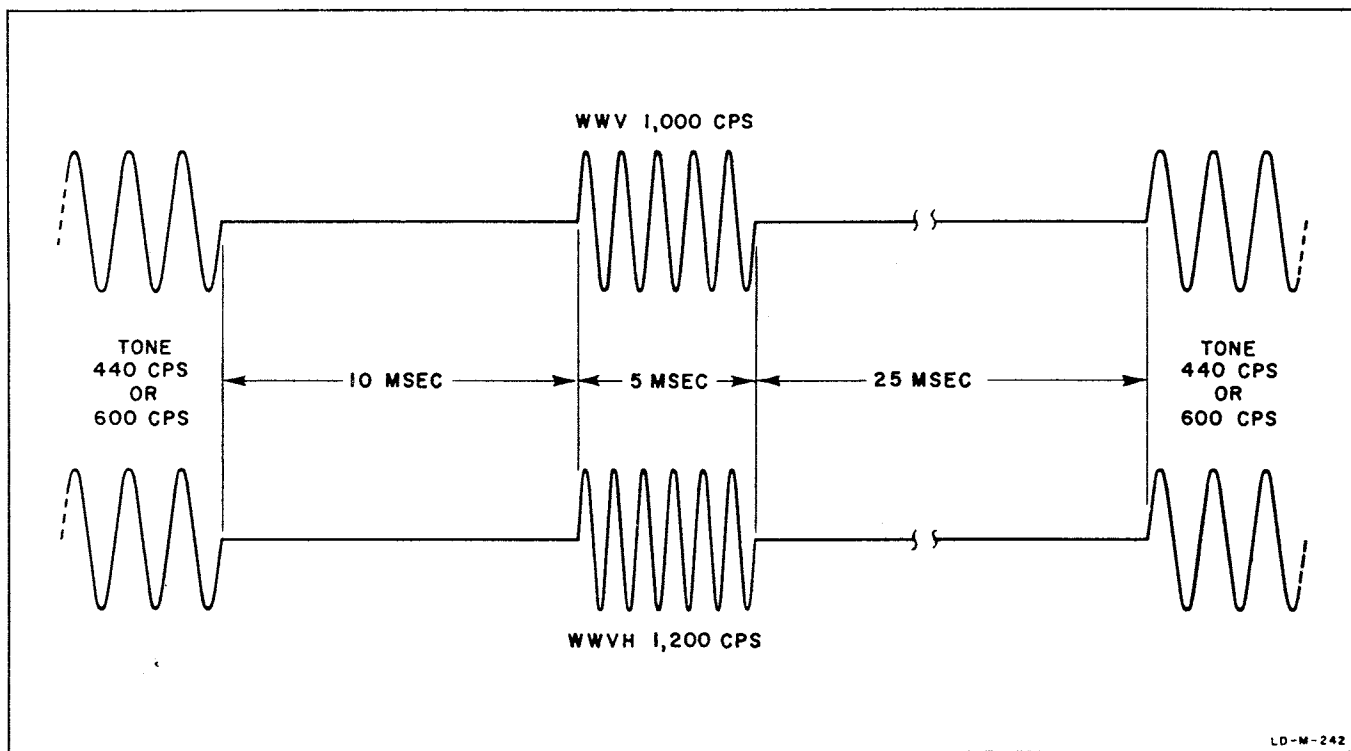 WWV 1,000 CPS
TONE
440 CPS
OR
600 CPS
10 MSEC
5 MSEC
25 MSEC
TONE
440 CPS
OR
600 CPS
WWVH 1,200 CPS
LD-M-242